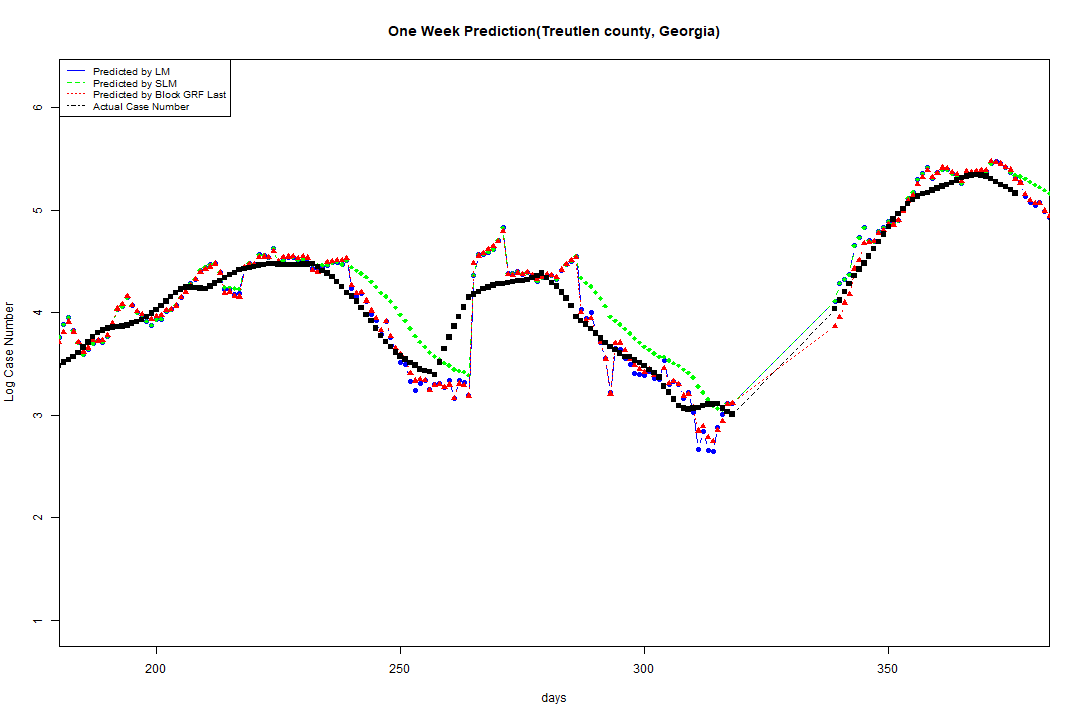 One Week Prediction(Treutlen county, Georgia)
Predicted by LM
Predicted by SLM
Predicted by Block GRF Last
Actual Case Number
6
5
4
3
2
1
Log Case Number
200
250
300
350
days